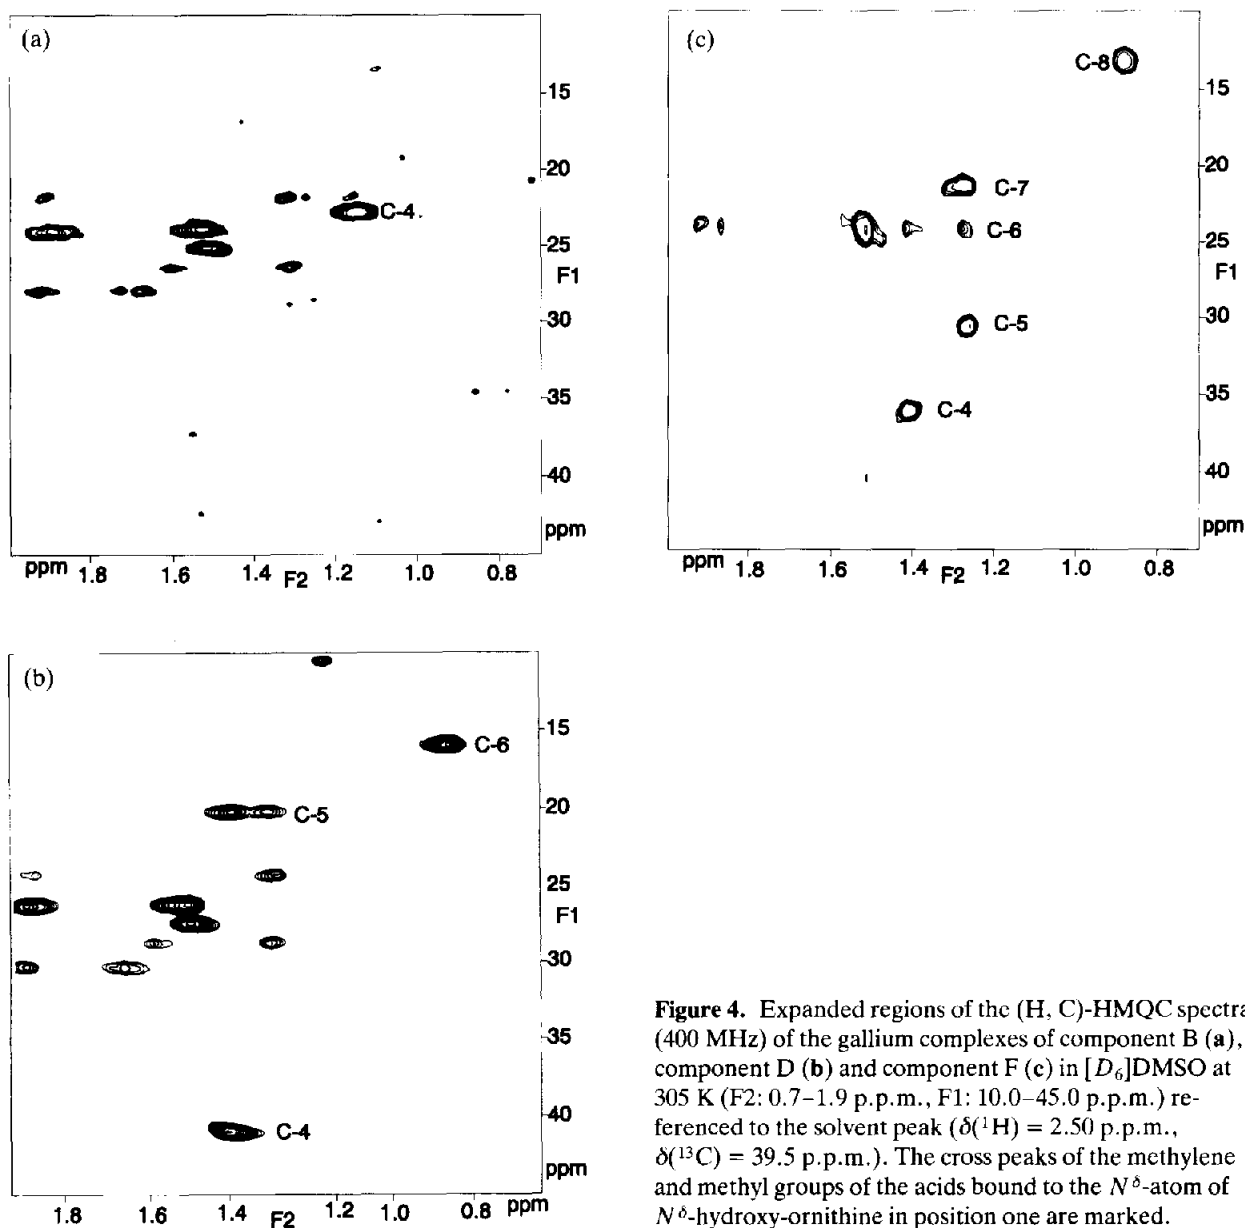 (a)
C-4
15
20
25
F1
30
35
40
ppm
ppm 1.8 1.6 1.4 1.2 1.0 0.8
F2
(c)
C-8
15
20
C-7
C-6
25
F1
C-5
30
C-4
35
40
ppm
ppm 1.8 1.6 1.4 1.2 1.0 0.8
F2
(b)
15
C-6
20
C-5
25
F1
30
35
40
C-4
ppm
1.8 1.6 1.4 1.2 1.0 0.8 ppm
F2
Figure 4. Expanded regions of the (H, C)-HMQC spectra
(400 MHz) of the gallium complexes of component B (a),
component D (b) and component F (c) in [D₆]DMSO at
305 K (F2: 0.7–1.9 p.p.m., F1: 10.0–45.0 p.p.m.) re-
ferenced to the solvent peak (δ(¹H) = 2.50 p.p.m.,
δ(¹³C) = 39.5 p.p.m.). The cross peaks of the methylene
and methyl groups of the acids bound to the Nᵟ-atom of
Nᵟ-hydroxy-ornithine in position one are marked.